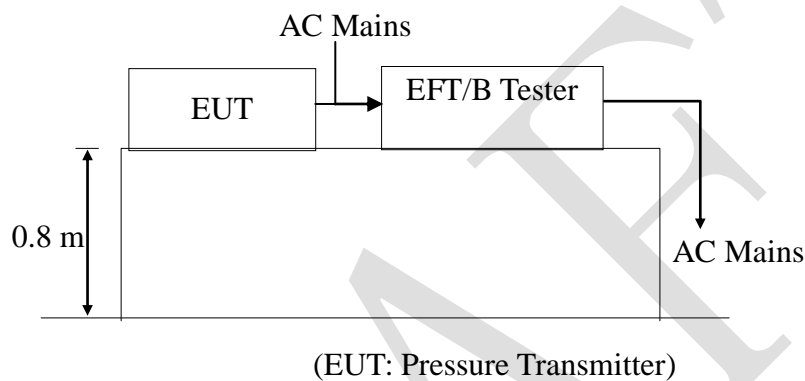 AC Mains
EUT
EFT/B Tester
0.8 m
AC Mains
(EUT: Pressure Transmitter)